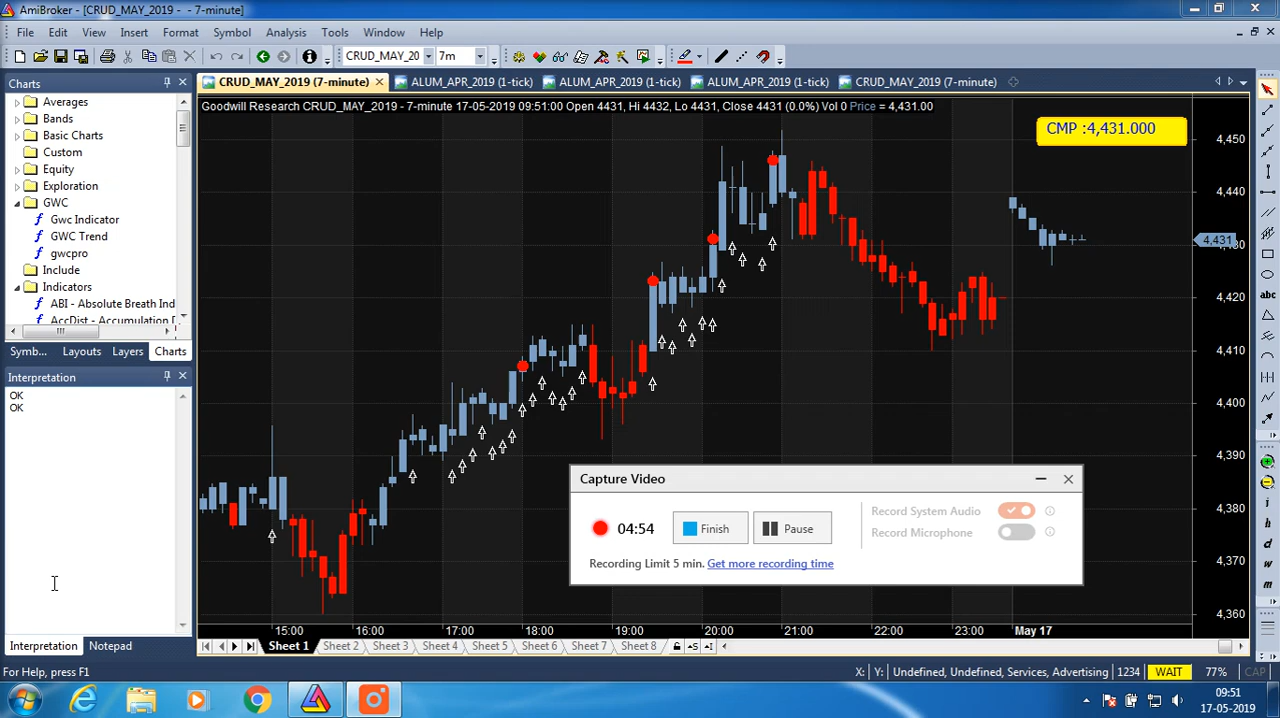 AmiBroker - [CRUD_MAY_2019 - - 7-minute]
File Edit View Insert Format Symbol Analysis Tools Window Help
CRUD_MAY_20 7m
Charts
CRUD_MAY_2019 (7-minute) ALUM_APR_2019 (1-tick) ALUM_APR_2019 (1-tick) ALUM_APR_2019 (1-tick) CRUD_MAY_2019 (7-minute)
Goodwill Research CRUD_MAY_2019 - 7-minute 17-05-2019 09:51:00 Open 4431, Hi 4432, Lo 4431, Close 4431 (0.0%) Vol 0 Price = 4,431.00
CMP :4,431.000
Averages
Bands
Basic Charts
Custom
Equity
Exploration
GWC
Gwc Indicator
GWC Trend
gwcpro
Include
Indicators
ABI - Absolute Breath Ind
AccDist - Accumulation [
Symb... Layouts Layers Charts
Interpretation
OK
OK
Interpretation Notepad
4,450
4,440
4,431
4,430
4,420
4,410
4,400
4,390
4,380
4,370
4,360
abc
i
h
d
w
m
Capture Video
04:54 Finish Pause
Record System Audio
Record Microphone
Recording Limit 5 min. Get more recording time
15:00 16:00 17:00 18:00 19:00 20:00 21:00 22:00 23:00 May 17
Sheet 1 Sheet 2 Sheet 3 Sheet 4 Sheet 5 Sheet 6 Sheet 7 Sheet 8
For Help, press F1
X: Y: Undefined, Undefined, Services, Advertising 1234 WAIT 77% CAP
09:51
17-05-2019